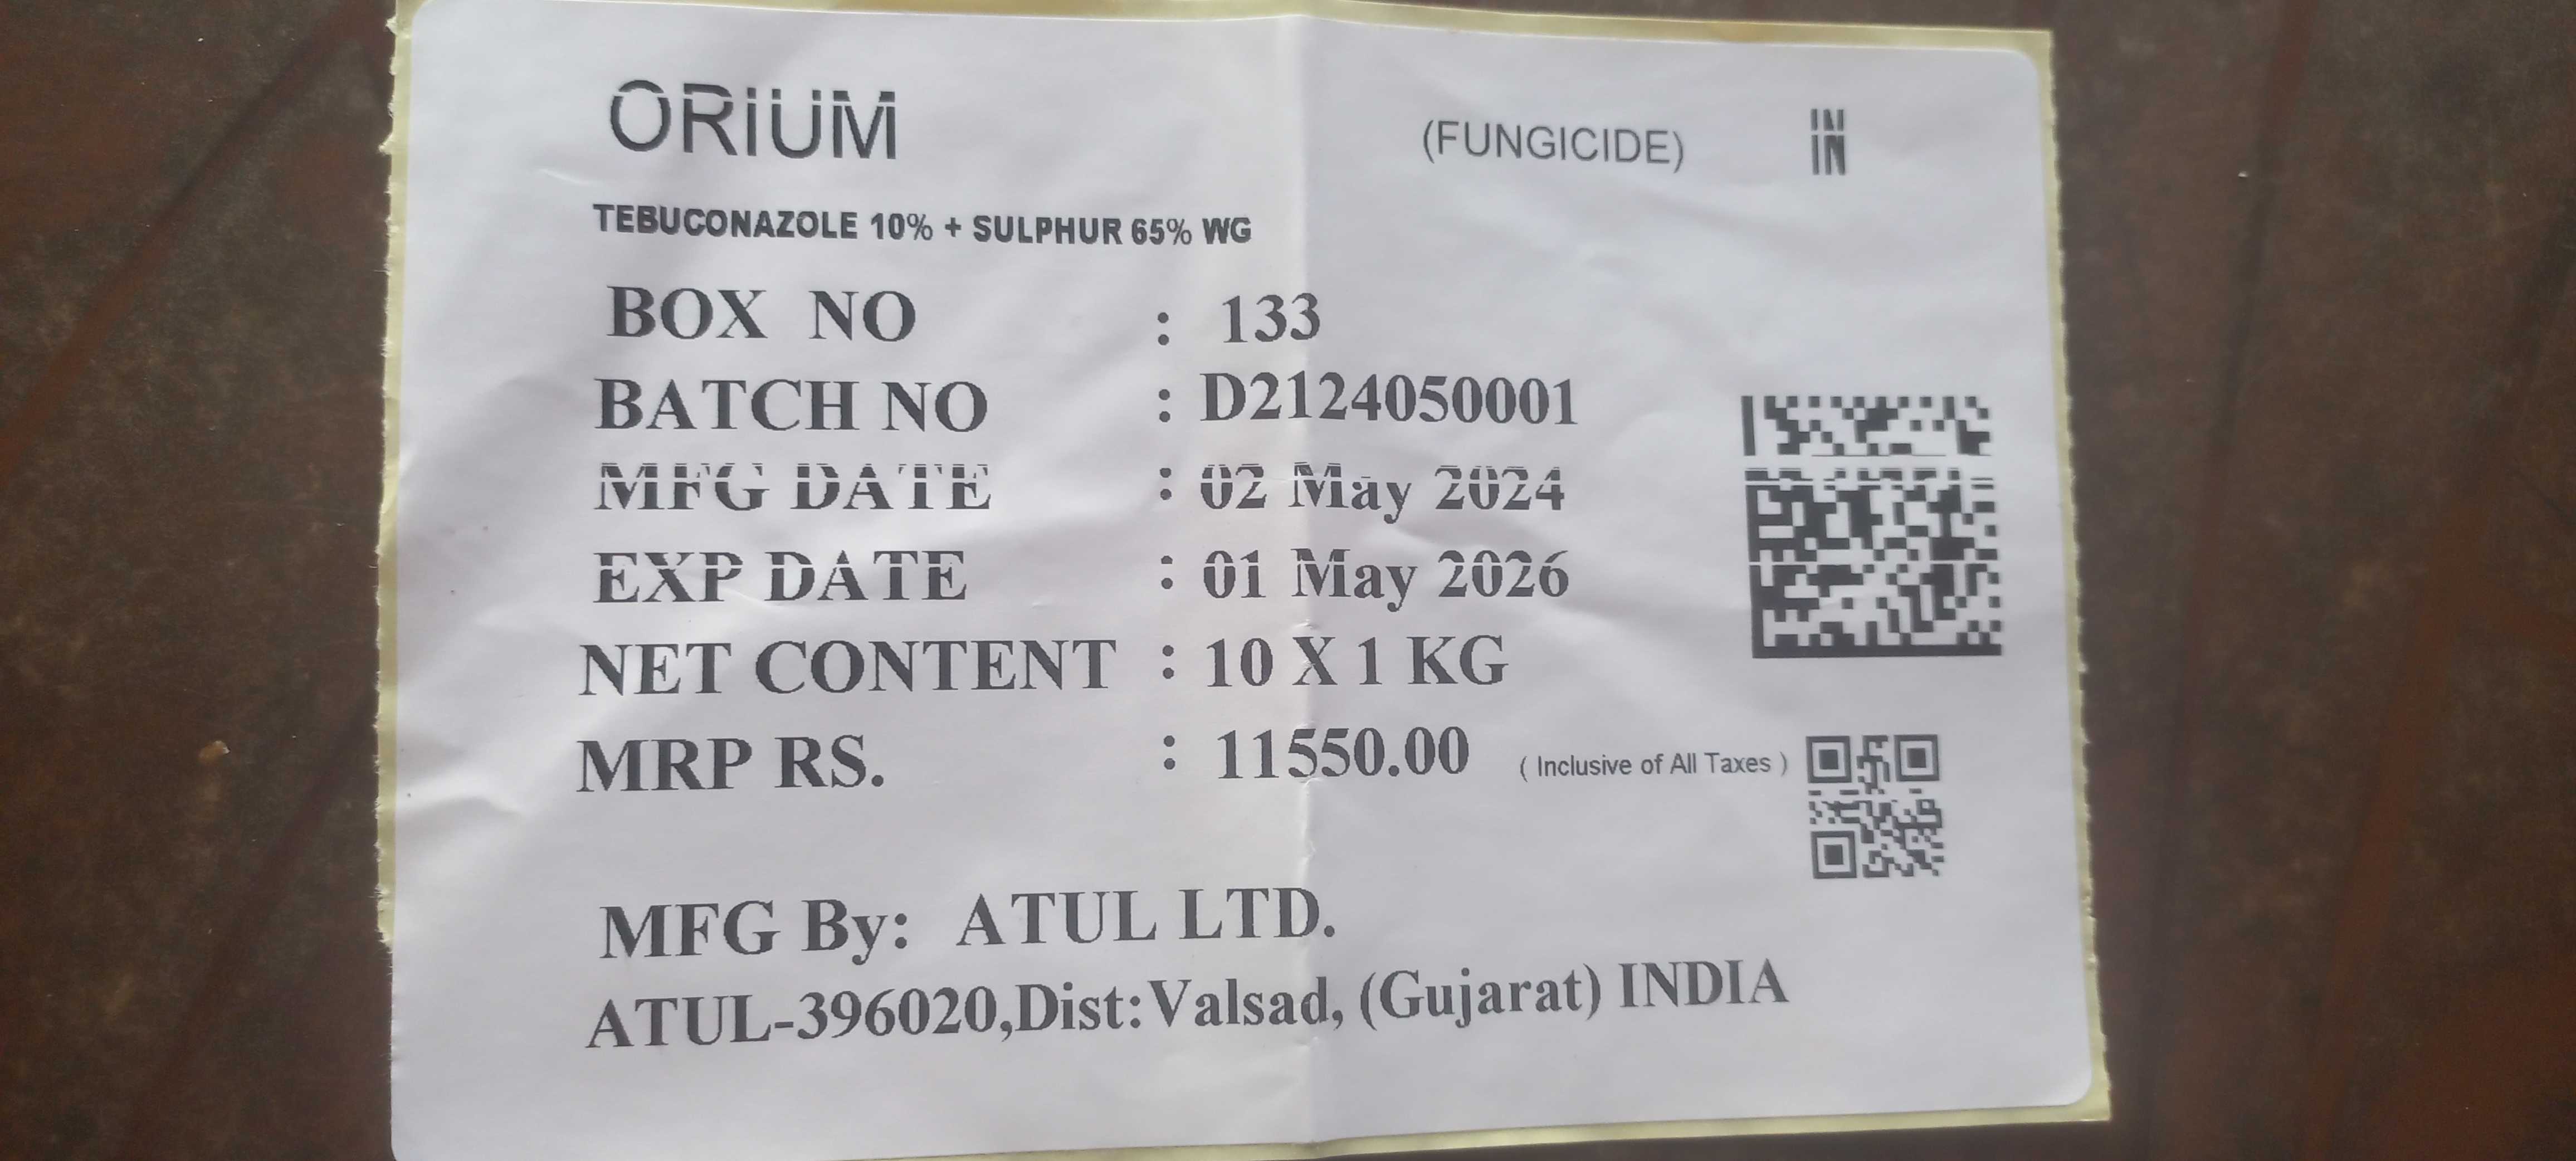 ORiUM (FUNGICIDE) IN
TEBUCONAZOLE 10% + SULPHUR 65% WG
BOX NO : 133
BATCH NO : D2124050001
MFG DATE : 02 May 2024
EXP DATE : 01 May 2026
NET CONTENT : 10 X 1 KG
MRP RS. : 11550.00 ( Inclusive of All Taxes )
MFG By: ATUL LTD.
ATUL-396020,Dist:Valsad, (Gujarat) INDIA